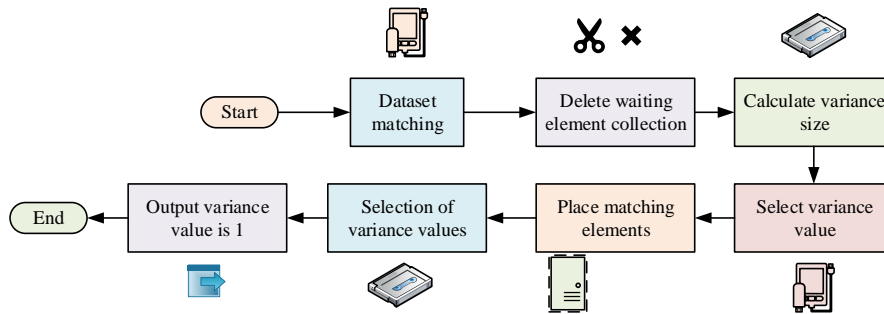 Start
Dataset
matching
Delete waiting
element collection
Calculate variance
size
Select variance
value
Place matching
elements
Selection of
variance values
Output variance
value is 1
End